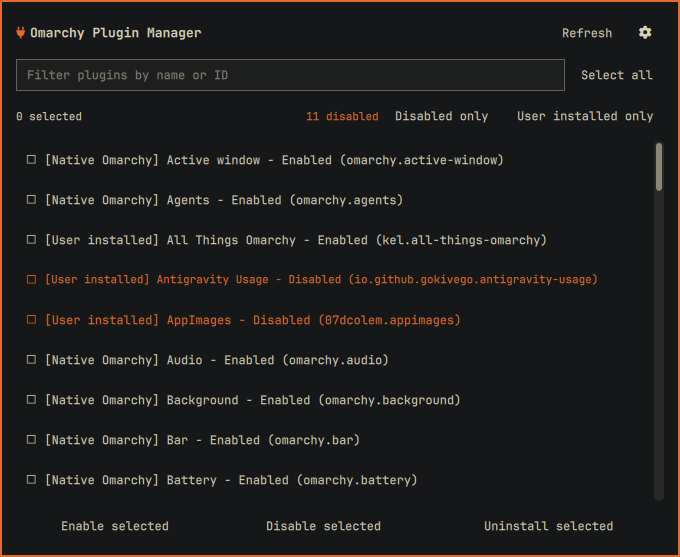 Omarchy Plugin Manager Refresh
Filter plugins by name or ID Select all
0 selected 11 disabled Disabled only User installed only
[Native Omarchy] Active window - Enabled (omarchy.active-window)
[Native Omarchy] Agents - Enabled (omarchy.agents)
[User installed] All Things Omarchy - Enabled (kel.all-things-omarchy)
[User installed] Antigravity Usage - Disabled (io.github.gokivego.antigravity-usage)
[User installed] AppImages - Disabled (07dcolem.appimages)
[Native Omarchy] Audio - Enabled (omarchy.audio)
[Native Omarchy] Background - Enabled (omarchy.background)
[Native Omarchy] Bar - Enabled (omarchy.bar)
[Native Omarchy] Battery - Enabled (omarchy.battery)
Enable selected Disable selected Uninstall selected